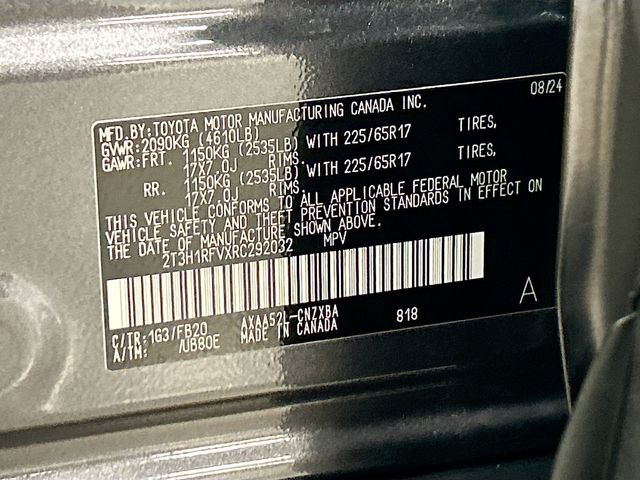 08/24
MFD.BY:TOYOTA MOTOR MANUFACTURING CANADA INC.
GVWR:2090KG (4610LB)
GAWR:FRT. 1150KG (2535LB) WITH 225/65R17 TIRES,
17X7.0J RIMS.
RR. 1150KG (2535LB) WITH 225/65R17 TIRES,
17X7.0J RIMS.
THIS VEHICLE CONFORMS TO ALL APPLICABLE FEDERAL MOTOR
VEHICLE SAFETY AND THEFT PREVENTION STANDARDS IN EFFECT ON
THE DATE OF MANUFACTURE SHOWN ABOVE.
2T3H1RFVXRC292032 MPV
C/TR:1G3/FB20 AXAA52L-CNZXBA 818 A
A/TM: /UB80E MADE IN CANADA